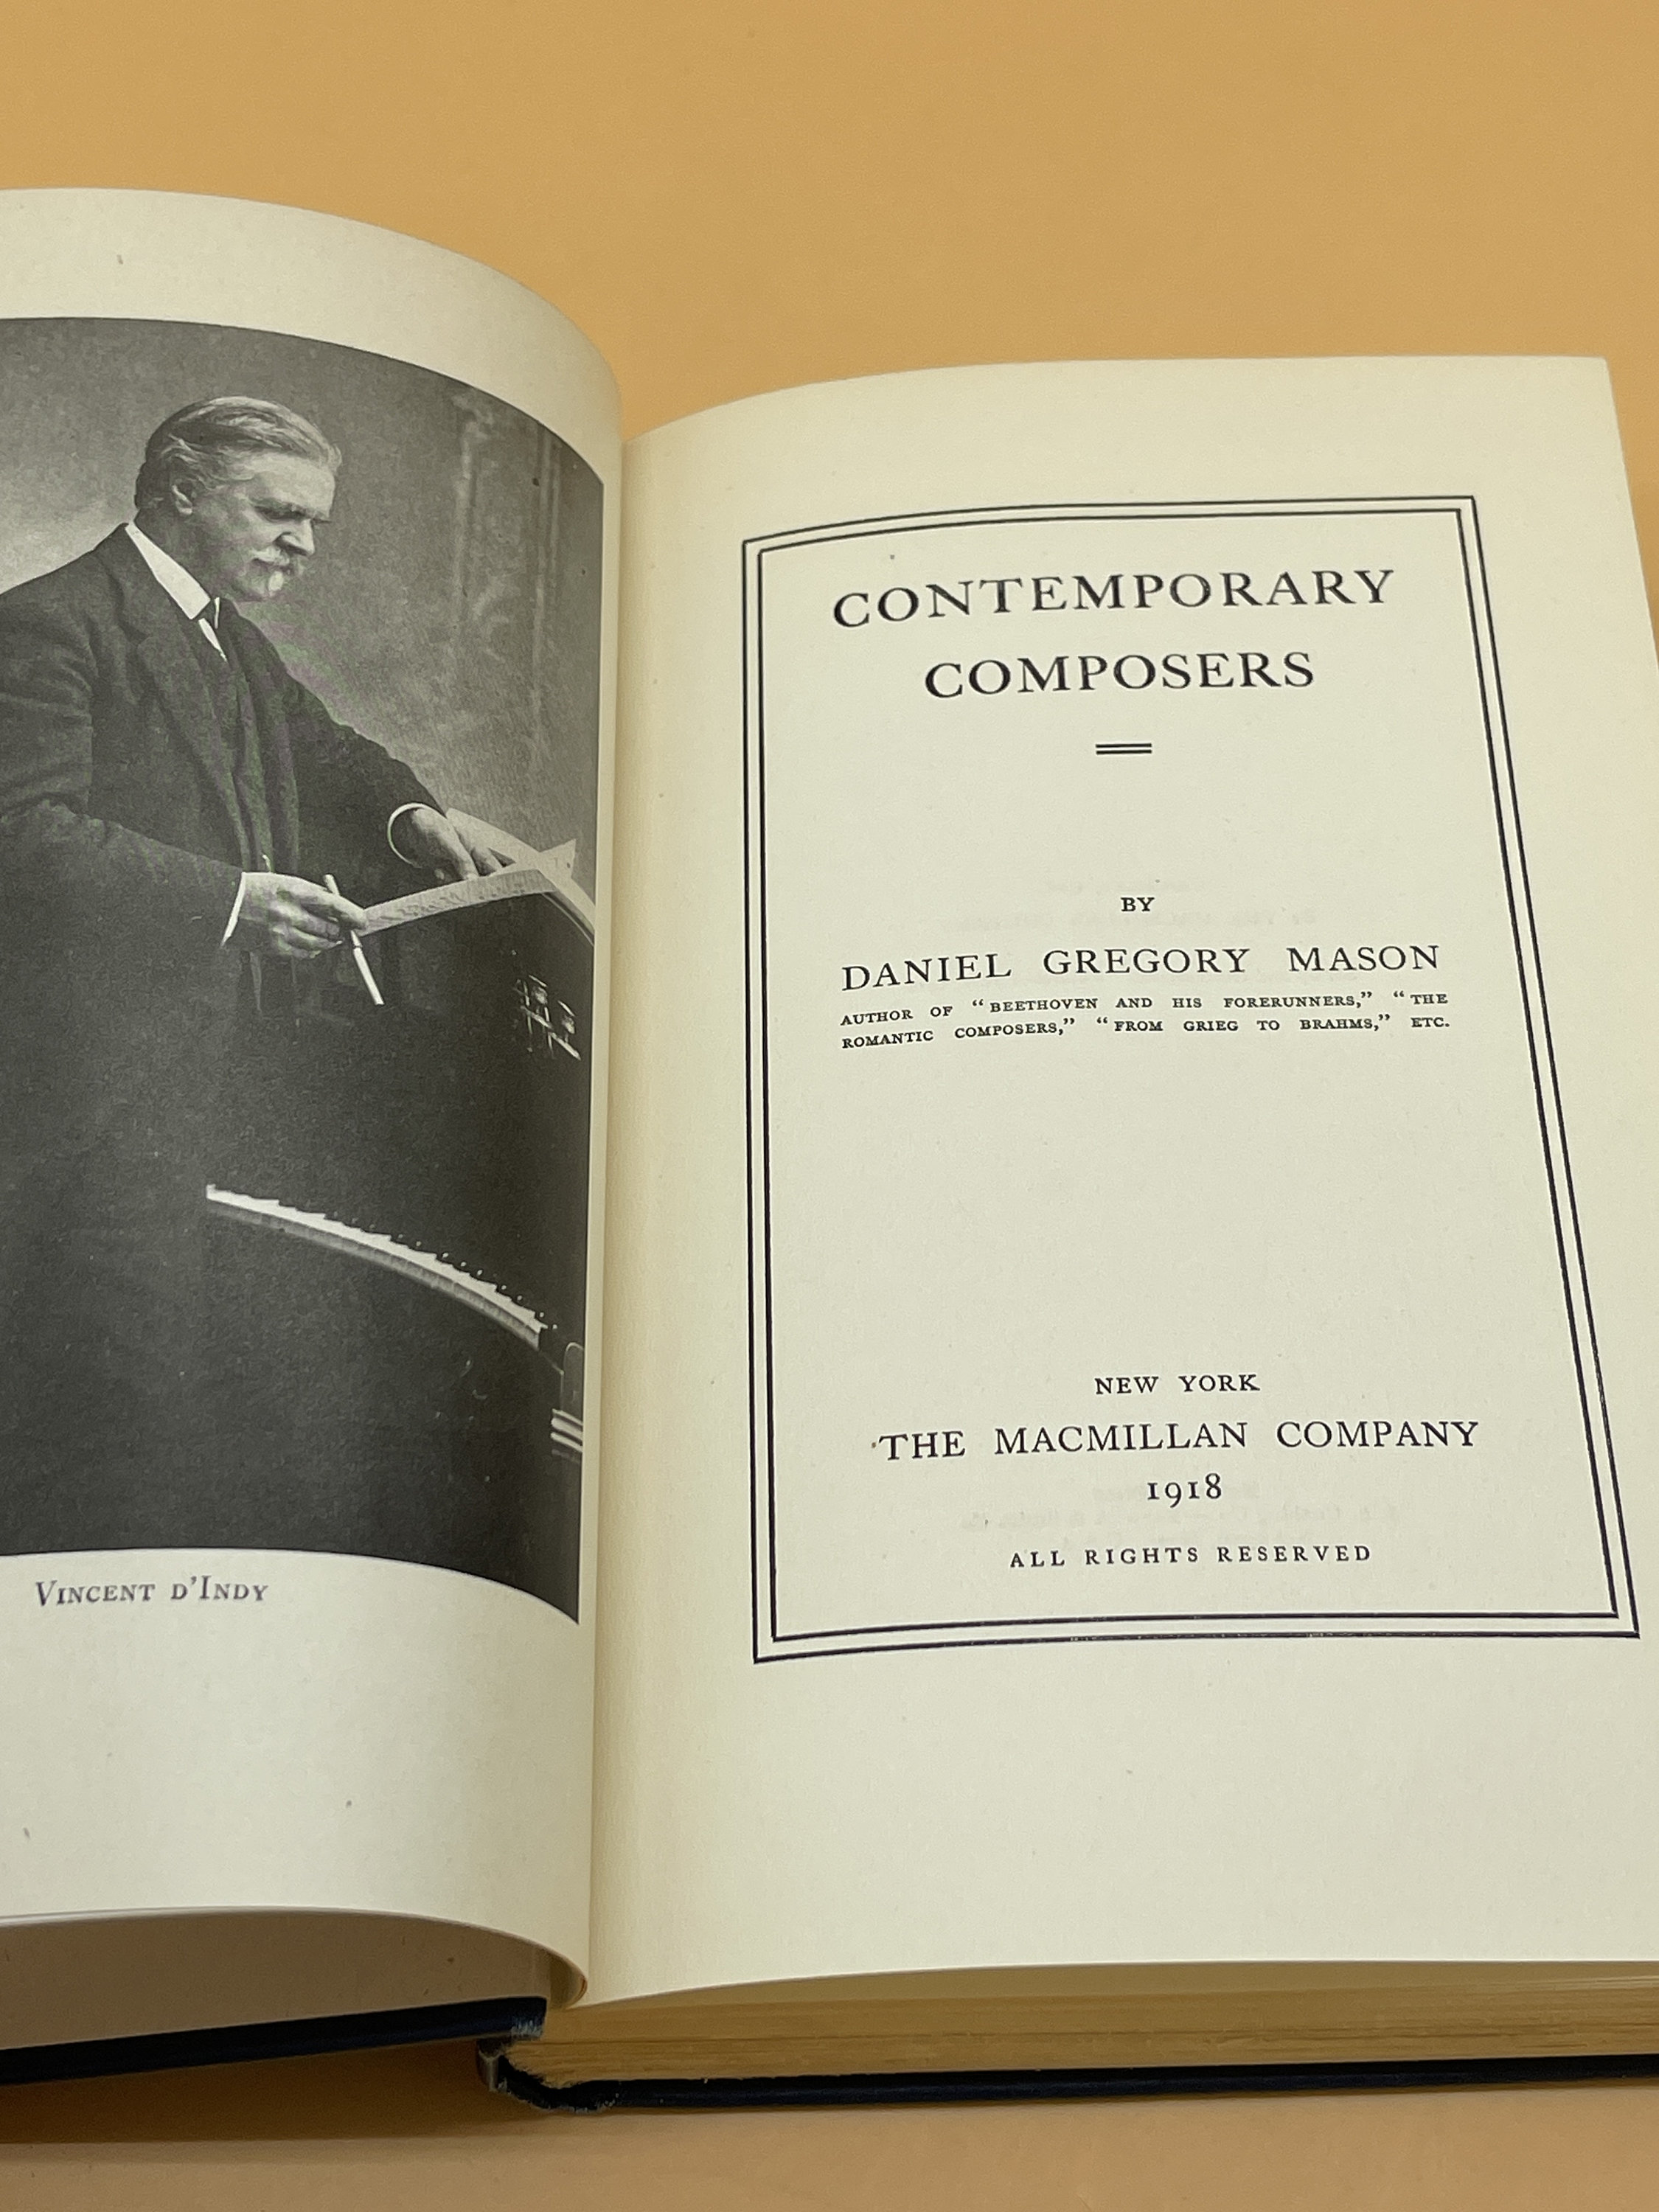 VINCENT D'INDY
CONTEMPORARY
COMPOSERS
BY
DANIEL GREGORY MASON
AUTHOR OF “BEETHOVEN AND HIS FORERUNNERS,” “THE
ROMANTIC COMPOSERS,” “FROM GRIEG TO BRAHMS,” ETC.
NEW YORK
THE MACMILLAN COMPANY
1918
ALL RIGHTS RESERVED